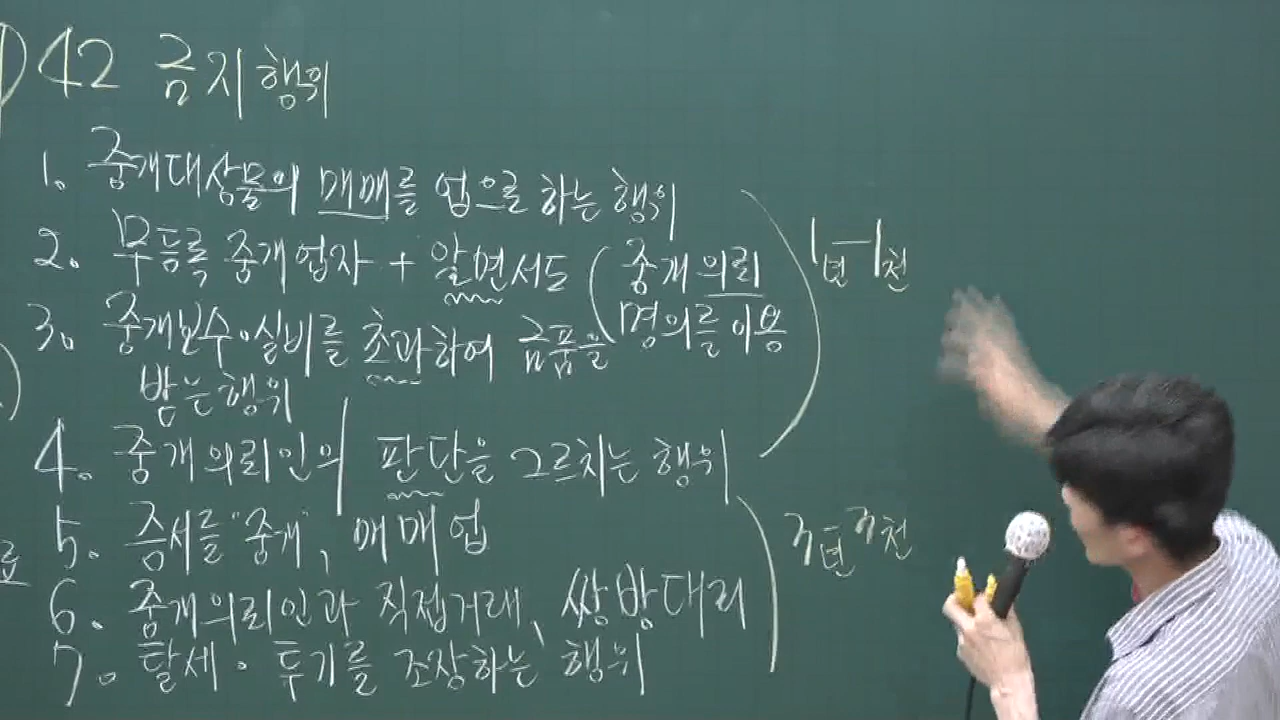 P42 금지행위
1. 중개대상물의 매매를 업으로 하는 행위
2. 무등록 중개업자 + 알면서도 (중개의뢰
명의를 이용
3. 중개보수·실비를 초과하여 금품을
받는행위
1년-1천
4. 중개의뢰인의 판단을 그르치는 행위
5. 증서를 "중개", 매매업
6. 중개의뢰인과 직접거래, 쌍방대리
7. 탈세·투기를 조장하는 행위
3년 3천
료